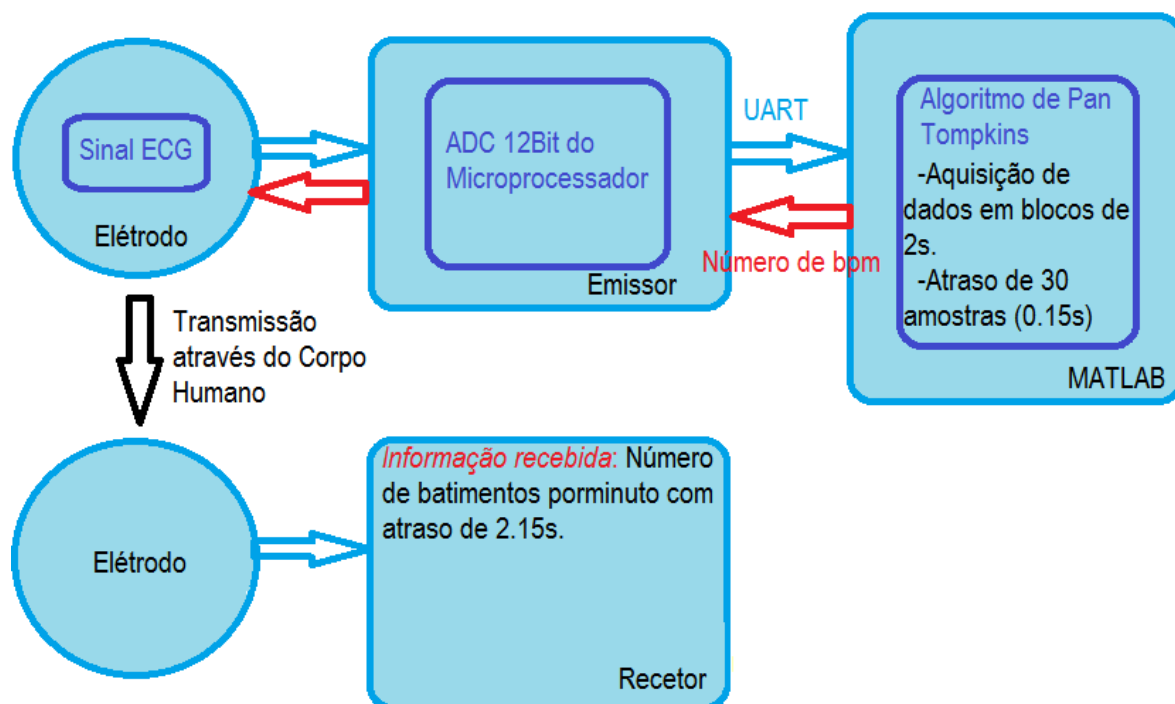 Sinal ECG
Elétrodo
ADC 12Bit do
Microprocessador
Emissor
UART
Número de bpm
Algoritmo de Pan
Tompkins
-Aquisição de
dados em blocos de
2s.
-Atraso de 30
amostras (0.15s)
MATLAB
Transmissão
através do Corpo
Humano
Elétrodo
Informação recebida: Número
de batimentos porminuto com
atraso de 2.15s.
Recetor